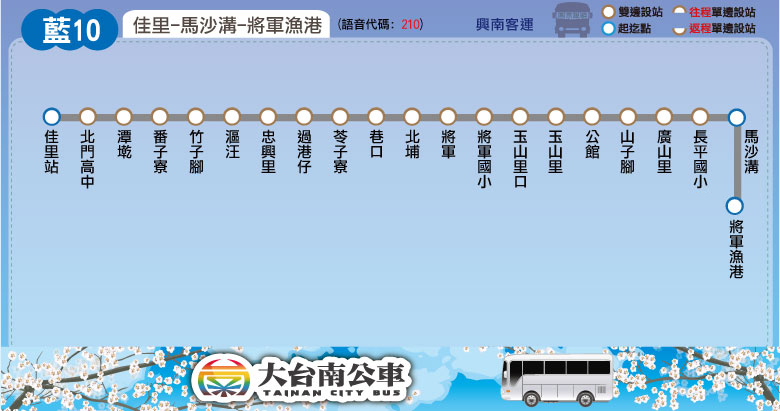 藍10
佳里-馬沙溝-將軍漁港
(語音代碼: 210)
興南客運
雙邊設站
往程單邊設站
起迄點
返程單邊設站
佳里站
北門高中
潭墘
番子寮
竹子腳
漚汪
忠興里
過港仔
苓子寮
巷口
北埔
將軍
將軍國小
玉山里口
玉山里
公館
山子腳
廣山里
長平國小
馬沙溝
將軍漁港
大台南公車
TAINAN CITY BUS